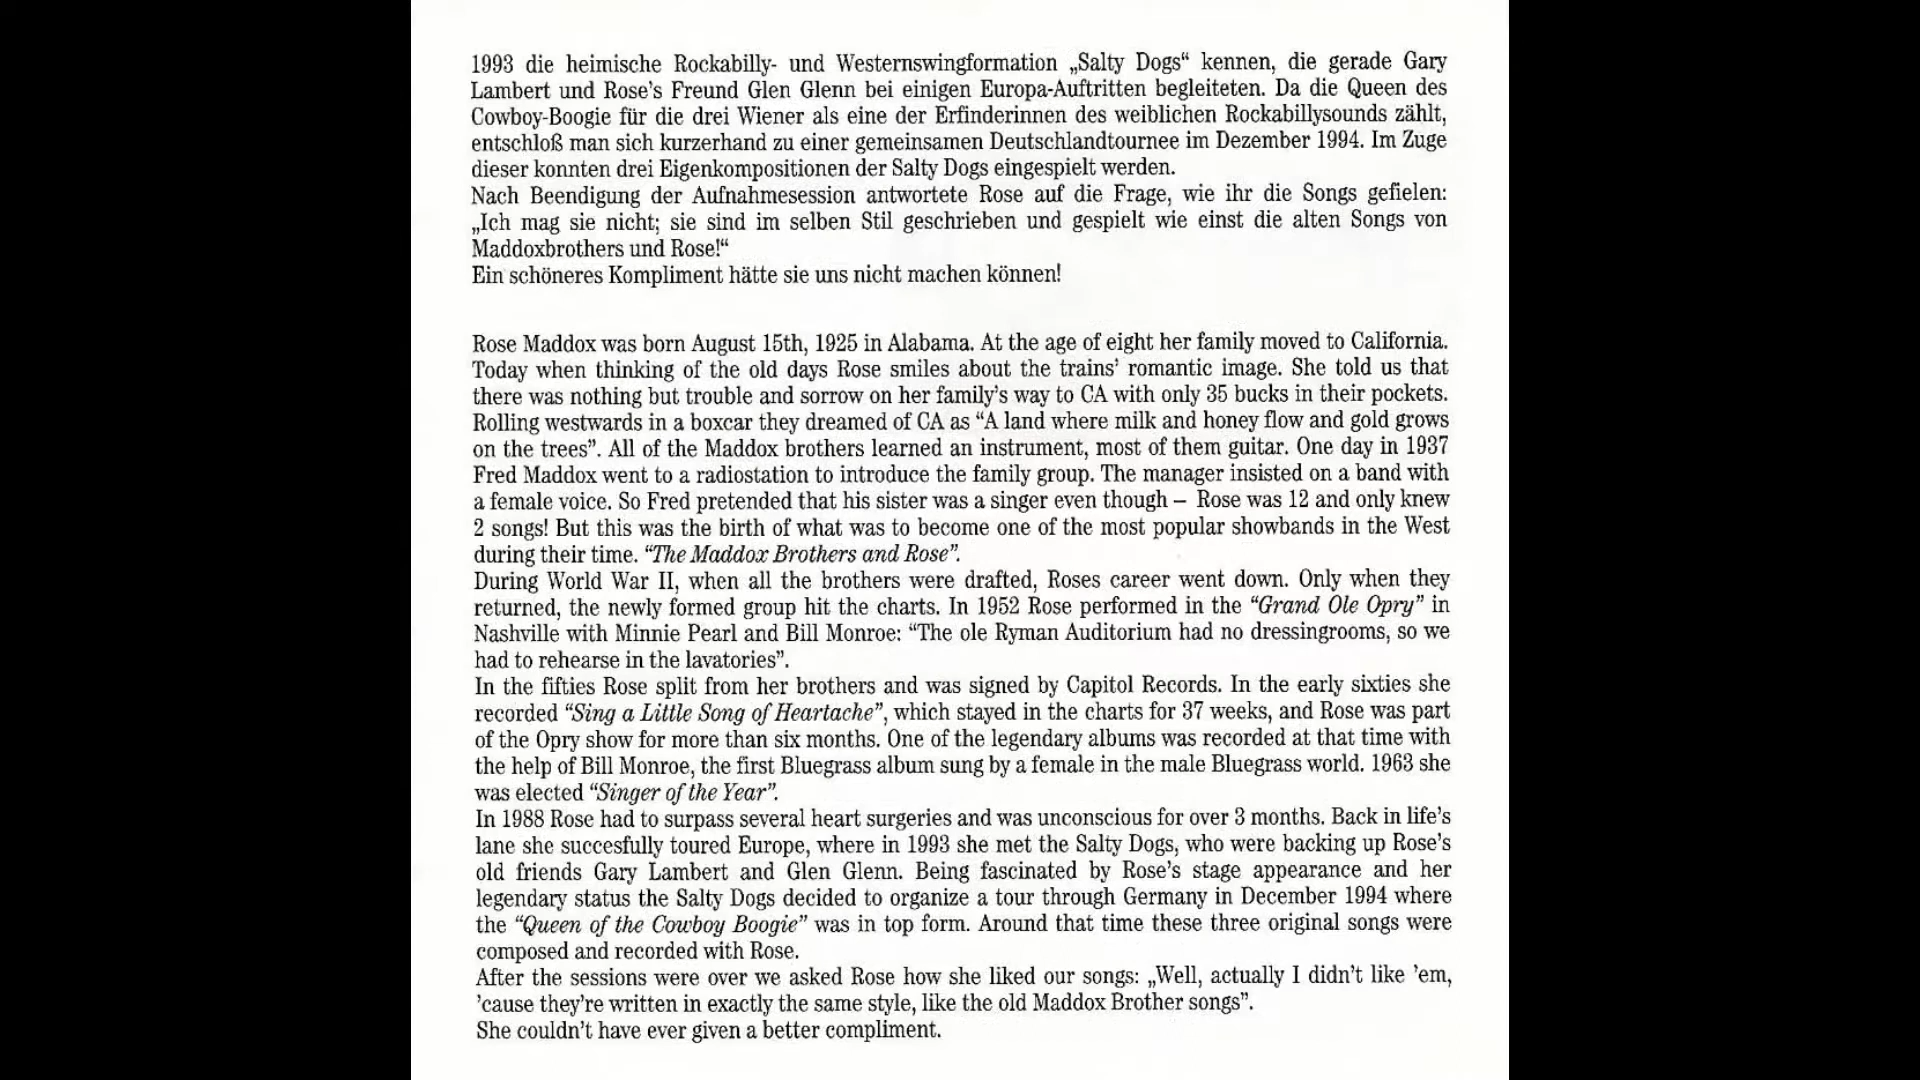 1993 die heimische Rockabilly- und Westernswingformation „Salty Dogs“ kennen, die gerade Gary
Lambert und Rose's Freund Glen Glenn bei einigen Europa-Auftritten begleiteten. Da die Queen des
Cowboy-Boogie für die drei Wiener als eine der Erfinderinnen des weiblichen Rockabillysounds zählt,
entschloß man sich kurzerhand zu einer gemeinsamen Deutschlandtournee im Dezember 1994. Im Zuge
dieser konnten drei Eigenkompositionen der Salty Dogs eingespielt werden.
Nach Beendigung der Aufnahmesession antwortete Rose auf die Frage, wie ihr die Songs gefielen:
„Ich mag sie nicht; sie sind im selben Stil geschrieben und gespielt wie einst die alten Songs von
Maddoxbrothers und Rose!“
Ein schöneres Kompliment hätte sie uns nicht machen können!
Rose Maddox was born August 15th, 1925 in Alabama. At the age of eight her family moved to California.
Today when thinking of the old days Rose smiles about the trains’ romantic image. She told us that
there was nothing but trouble and sorrow on her family’s way to CA with only 35 bucks in their pockets.
Rolling westwards in a boxcar they dreamed of CA as “A land where milk and honey flow and gold grows
on the trees”. All of the Maddox brothers learned an instrument, most of them guitar. One day in 1937
Fred Maddox went to a radiostation to introduce the family group. The manager insisted on a band with
a female voice. So Fred pretended that his sister was a singer even though – Rose was 12 and only knew
2 songs! But this was the birth of what was to become one of the most popular showbands in the West
during their time. “The Maddox Brothers and Rose”.
During World War II, when all the brothers were drafted, Roses career went down. Only when they
returned, the newly formed group hit the charts. In 1952 Rose performed in the “Grand Ole Opry” in
Nashville with Minnie Pearl and Bill Monroe: “The ole Ryman Auditorium had no dressingrooms, so we
had to rehearse in the lavatories”.
In the fifties Rose split from her brothers and was signed by Capitol Records. In the early sixties she
recorded “Sing a Little Song of Heartache”, which stayed in the charts for 37 weeks, and Rose was part
of the Opry show for more than six months. One of the legendary albums was recorded at that time with
the help of Bill Monroe, the first Bluegrass album sung by a female in the male Bluegrass world. 1963 she
was elected “Singer of the Year”.
In 1988 Rose had to surpass several heart surgeries and was unconscious for over 3 months. Back in life’s
lane she succesfully toured Europe, where in 1993 she met the Salty Dogs, who were backing up Rose’s
old friends Gary Lambert and Glen Glenn. Being fascinated by Rose’s stage appearance and her
legendary status the Salty Dogs decided to organize a tour through Germany in December 1994 where
the “Queen of the Cowboy Boogie” was in top form. Around that time these three original songs were
composed and recorded with Rose.
After the sessions were over we asked Rose how she liked our songs: „Well, actually I didn’t like ’em,
’cause they’re written in exactly the same style, like the old Maddox Brother songs”.
She couldn’t have ever given a better compliment.